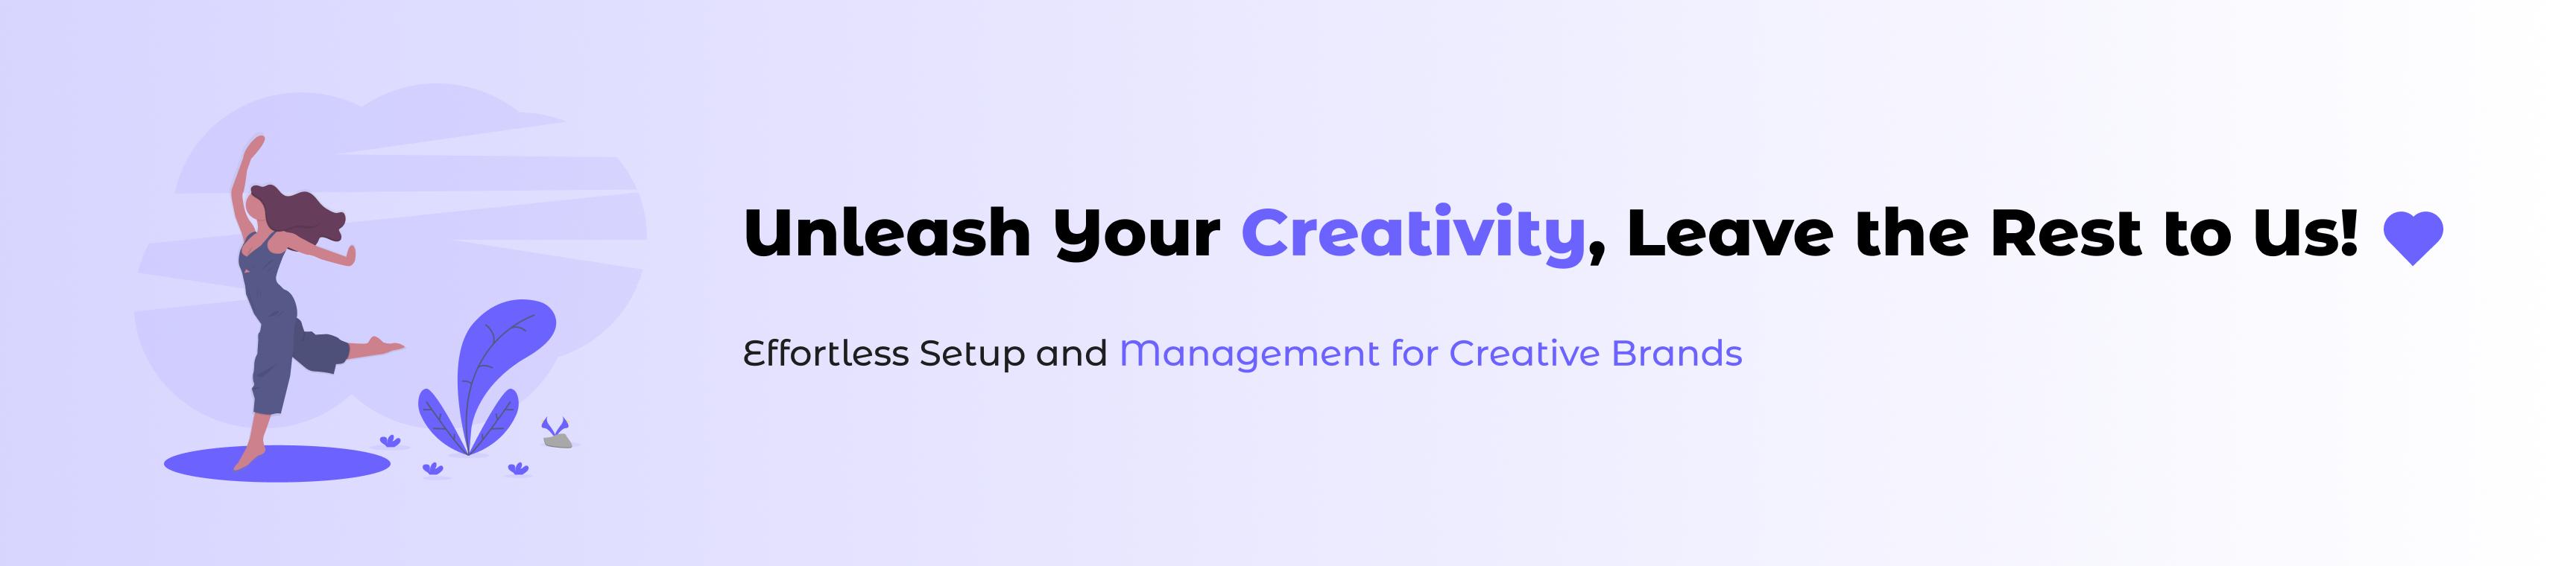 Unleash Your Creativity, Leave the Rest to Us!
Effortless Setup and Management for Creative Brands